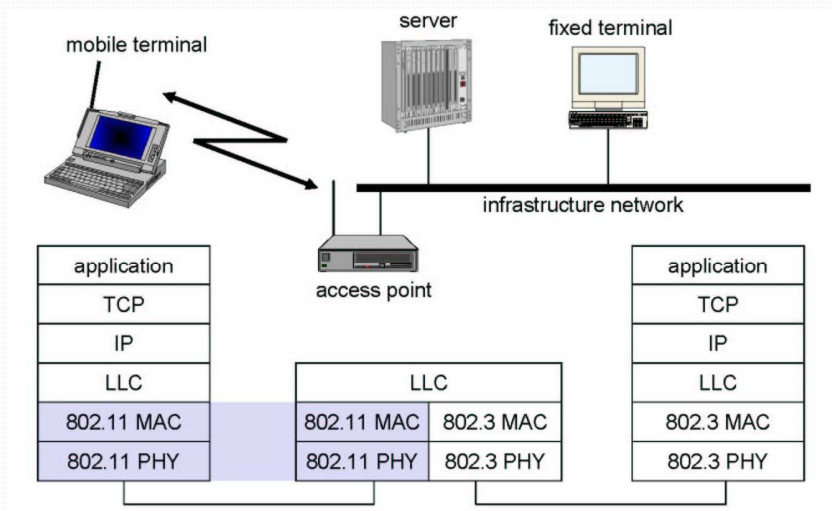 server
fixed terminal
mobile terminal
infrastructure network
access point
application
TCP
IP
LLC
802.11 MAC
802.11 PHY
LLC
802.11 MAC 802.3 MAC
802.11 PHY 802.3 PHY
application
TCP
IP
LLC
802.3 MAC
802.3 PHY